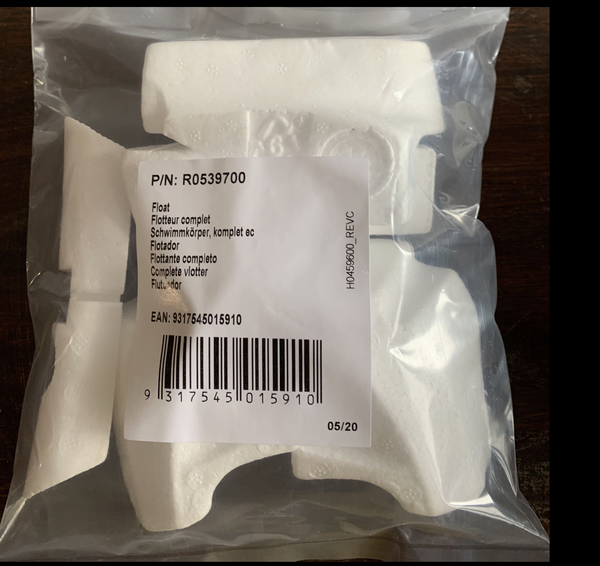 P/N: R0539700
Float
Flotteur complet
Schwimmkörper, komplet ec
Flotador
Flottante completo
Complete vlotter
H0459600_REVC
EAN: 9317545015910
9 317545 015910
05/20